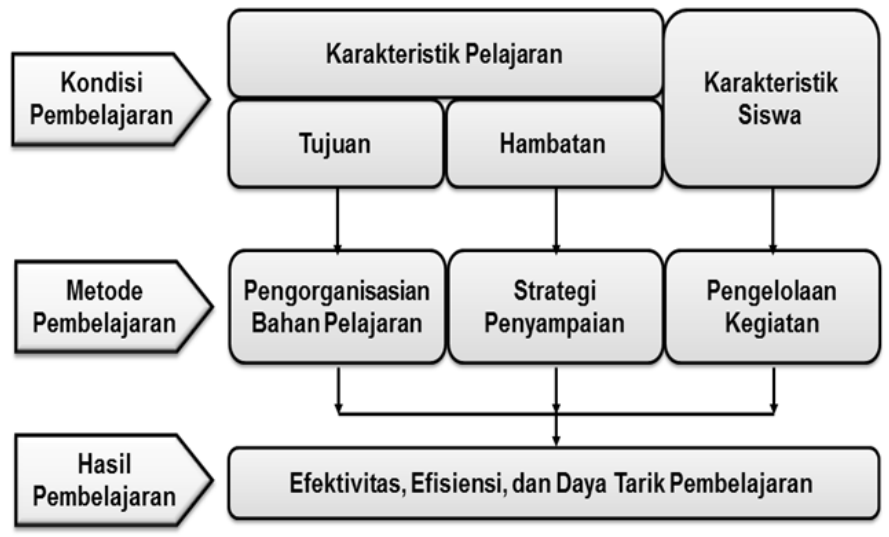 Kondisi
Pembelajaran
Karakteristik Pelajaran
Karakteristik
Siswa
Tujuan
Hambatan
Metode
Pembelajaran
Pengorganisasian
Bahan Pelajaran
Strategi
Penyampaian
Pengelolaan
Kegiatan
Hasil
Pembelajaran
Efektivitas, Efisiensi, dan Daya Tarik Pembelajaran